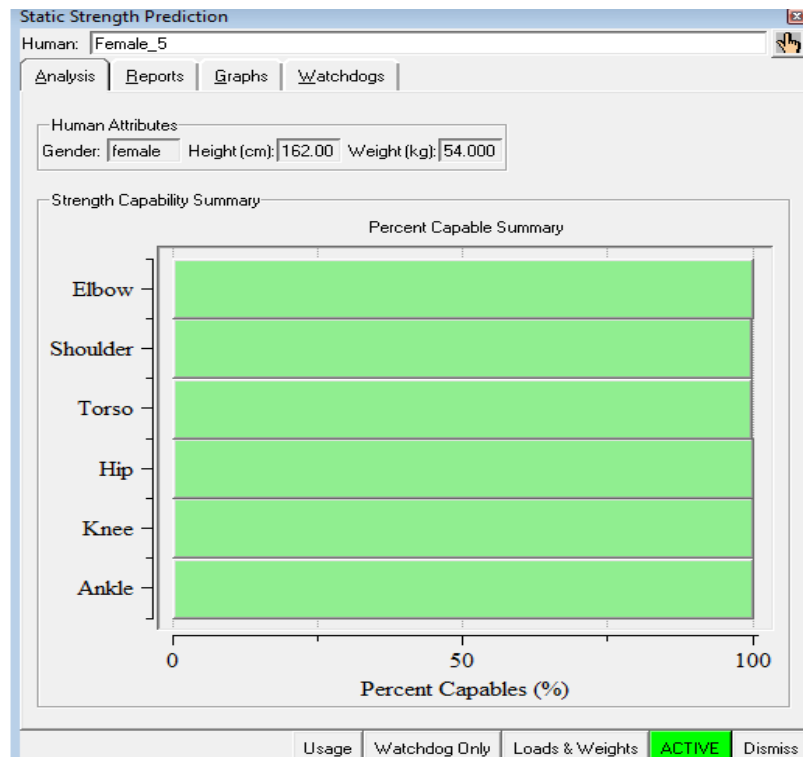 Static Strength Prediction
Human: Female_5
Analysis Reports Graphs Watchdogs
Human Attributes
Gender: female Height (cm): 162.00 Weight (kg): 54.000
Strength Capability Summary
Percent Capable Summary
Elbow
Shoulder
Torso
Hip
Knee
Ankle
0 50 100
Percent Capables (%)
Usage Watchdog Only Loads & Weights ACTIVE Dismiss